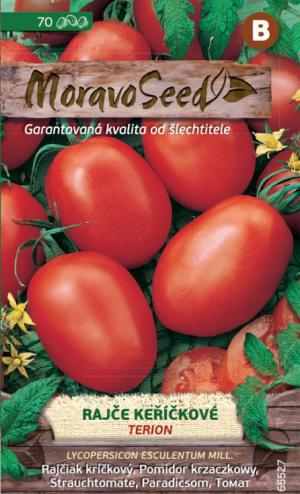 70
B
MoravoSeed
Garantovaná kvalita od šlechtitele
RAJČE KEŘÍČKOVÉ
TERION
LYCOPERSICON ESCULENTUM MILL.
Rajčiak kríčkový, Pomidor krzaczkowy,
Strauchtomate, Paradicsom, Томат
65527